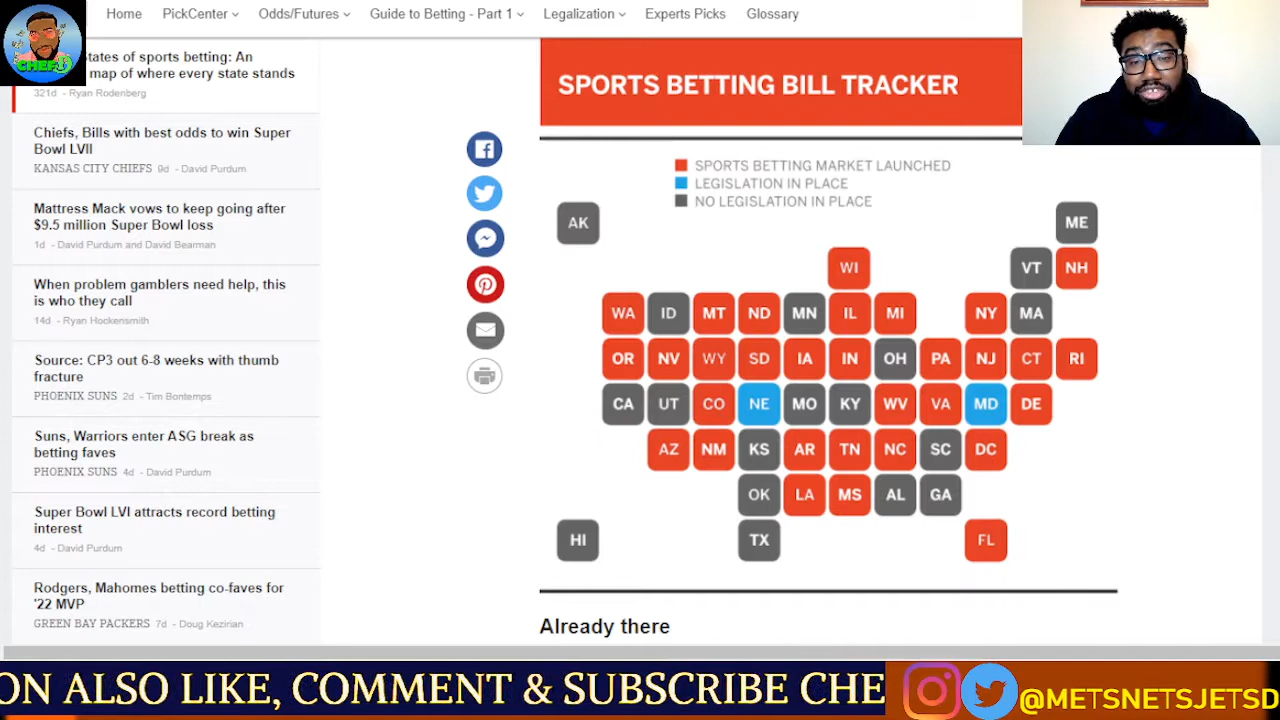 Home PickCenter Odds/Futures Guide to Betting - Part 1 Legalization Experts Picks Glossary
CHEF
States of sports betting: An
map of where every state stands
321d - Ryan Rodenberg
Chiefs, Bills with best odds to win Super
Bowl LVII
KANSAS CITY CHIEFS 9d - David Purdum
Mattress Mack vows to keep going after
$9.5 million Super Bowl loss
1d - David Purdum and David Bearman
When problem gamblers need help, this
is who they call
14d - Ryan Hockensmith
Source: CP3 out 6-8 weeks with thumb
fracture
PHOENIX SUNS 2d - Tim Bontemps
Suns, Warriors enter ASG break as
betting faves
PHOENIX SUNS 4d - David Purdum
Super Bowl LVI attracts record betting
interest
4d - David Purdum
Rodgers, Mahomes betting co-faves for
'22 MVP
GREEN BAY PACKERS 7d - Doug Kezirian
SPORTS BETTING BILL TRACKER
SPORTS BETTING MARKET LAUNCHED
LEGISLATION IN PLACE
NO LEGISLATION IN PLACE
AK ME
WI VT NH
WA ID MT ND MN IL MI NY MA
OR NV WY SD IA IN OH PA NJ CT RI
CA UT CO NE MO KY WV VA MD DE
AZ NM KS AR TN NC SC DC
OK LA MS AL GA
HI TX FL
Already there
ON ALSO LIKE, COMMENT & SUBSCRIBE CHE
@METSNETSJETSD